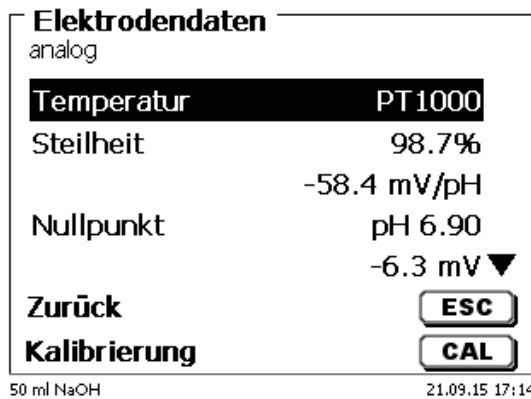 Elektrodendaten
analog
Temperatur PT1000
Steilheit 98.7%
-58.4 mV/pH
Nullpunkt pH 6.90
-6.3 mV
Zurück ESC
Kalibrierung CAL
50 ml NaOH 21.09.15 17:14